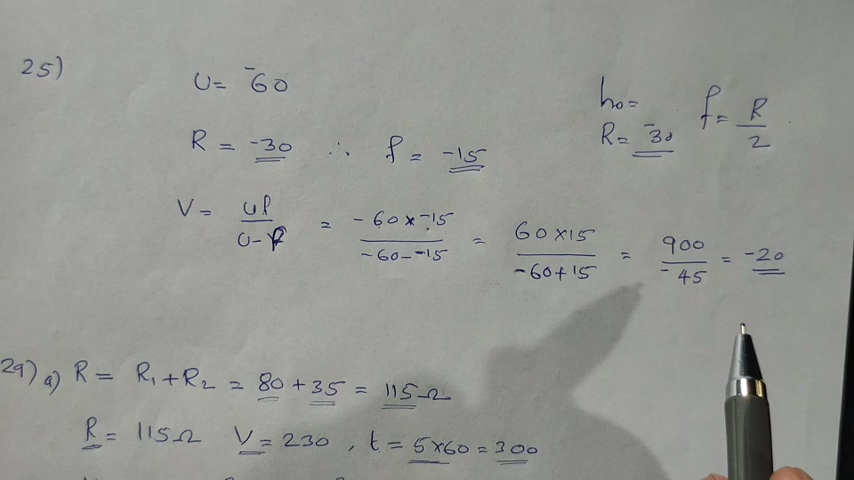 25)
U= -60
h₀=
R= -30
f= R/2
R = -30 ∴ f = -15
V= uf/u-f = -60×-15/-60--15 = 60×15/-60+15 = 900/-45 = -20
29) a) R = R₁+R₂ = 80+35 = 115Ω
R= 115Ω V=230, t= 5×60=300